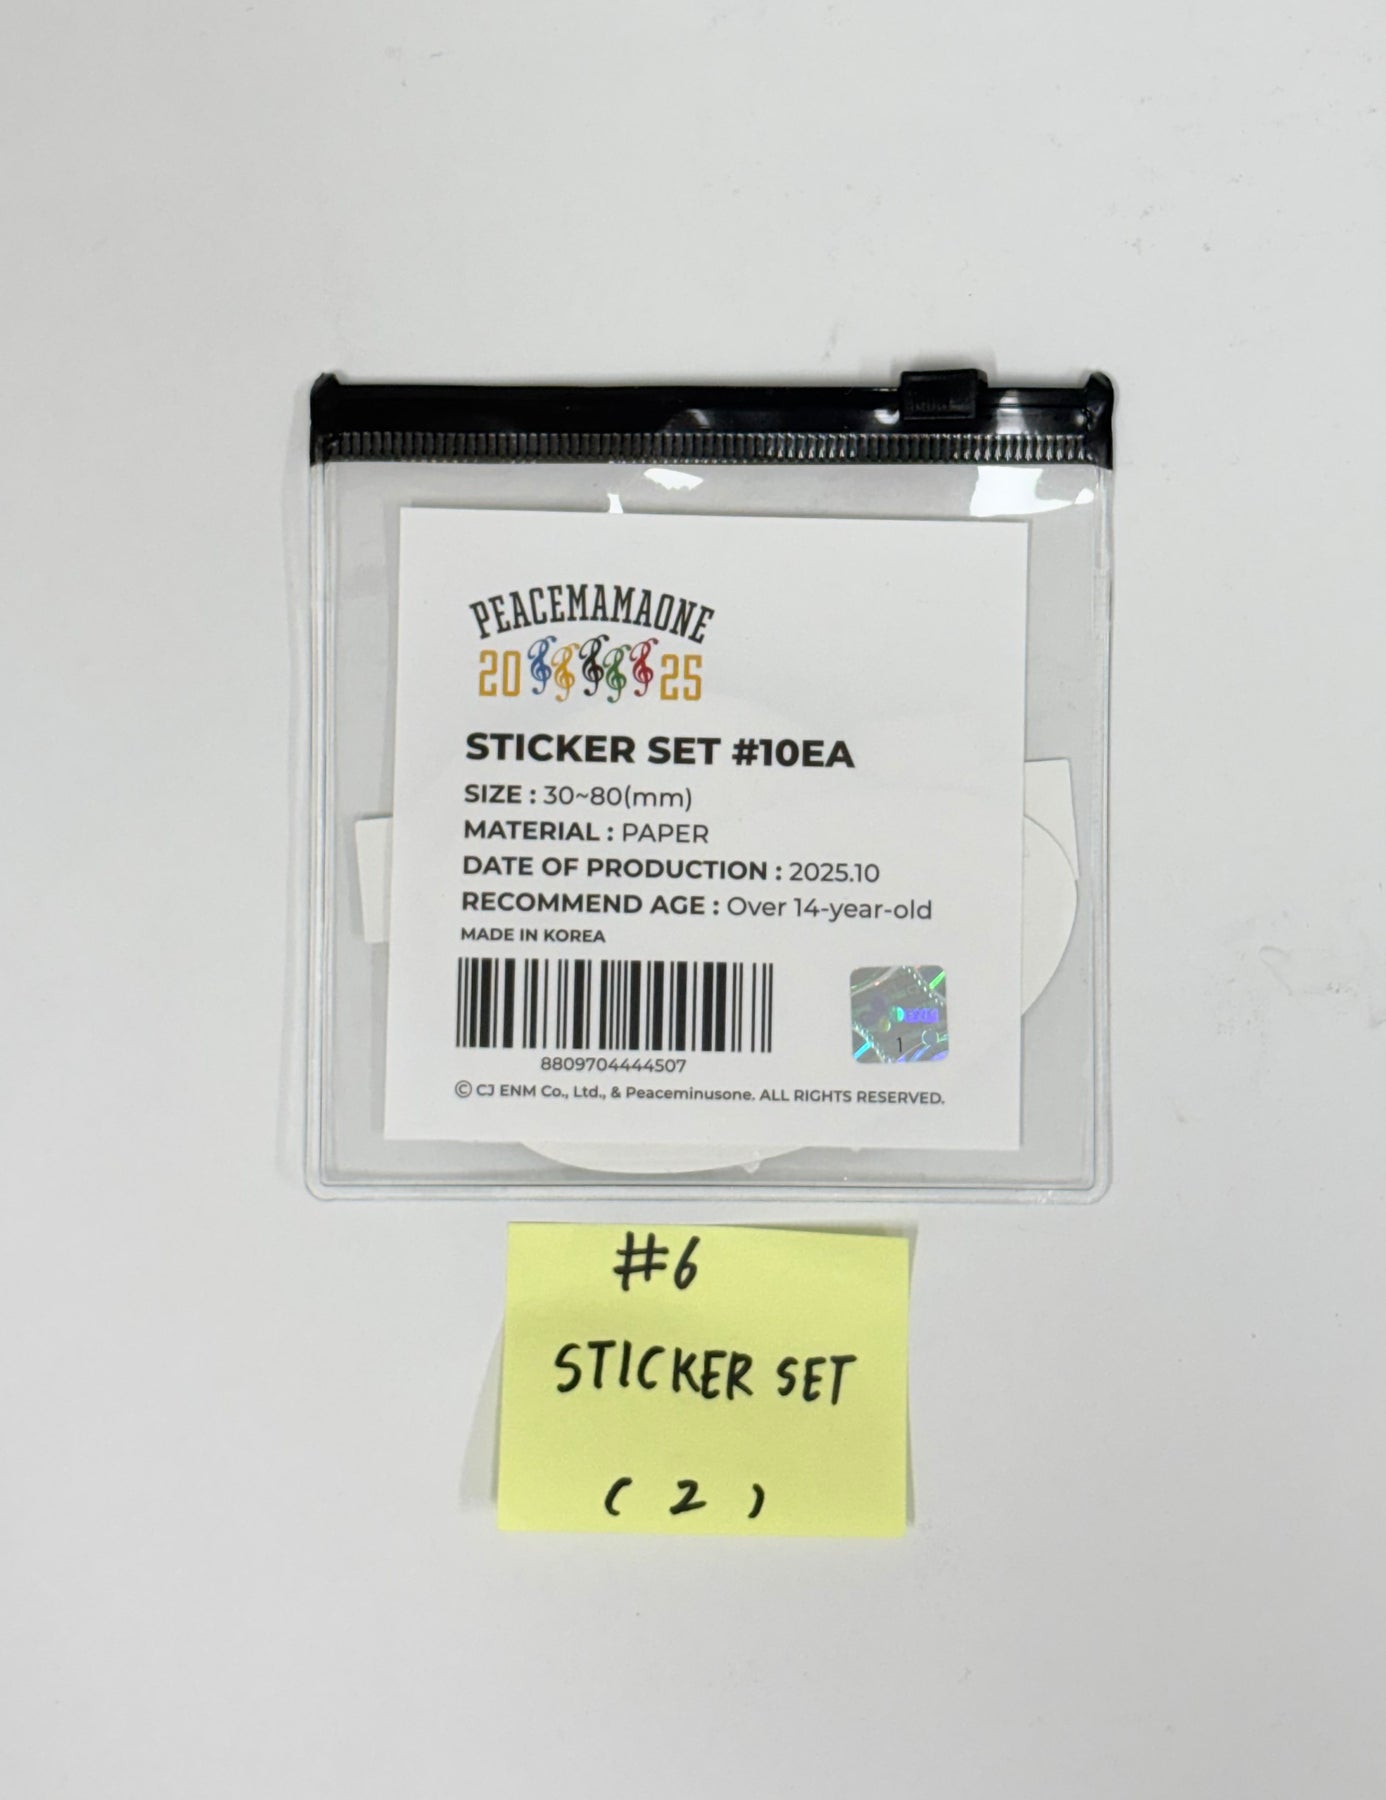 PEACEMAMAONE
20 25
STICKER SET #10EA
SIZE : 30~80(mm)
MATERIAL : PAPER
DATE OF PRODUCTION : 2025.10
RECOMMEND AGE : Over 14-year-old
MADE IN KOREA
1
8809704444507
© CJ ENM Co., Ltd., & Peaceminusone. ALL RIGHTS RESERVED.
#6
STICKER SET
( 2 )